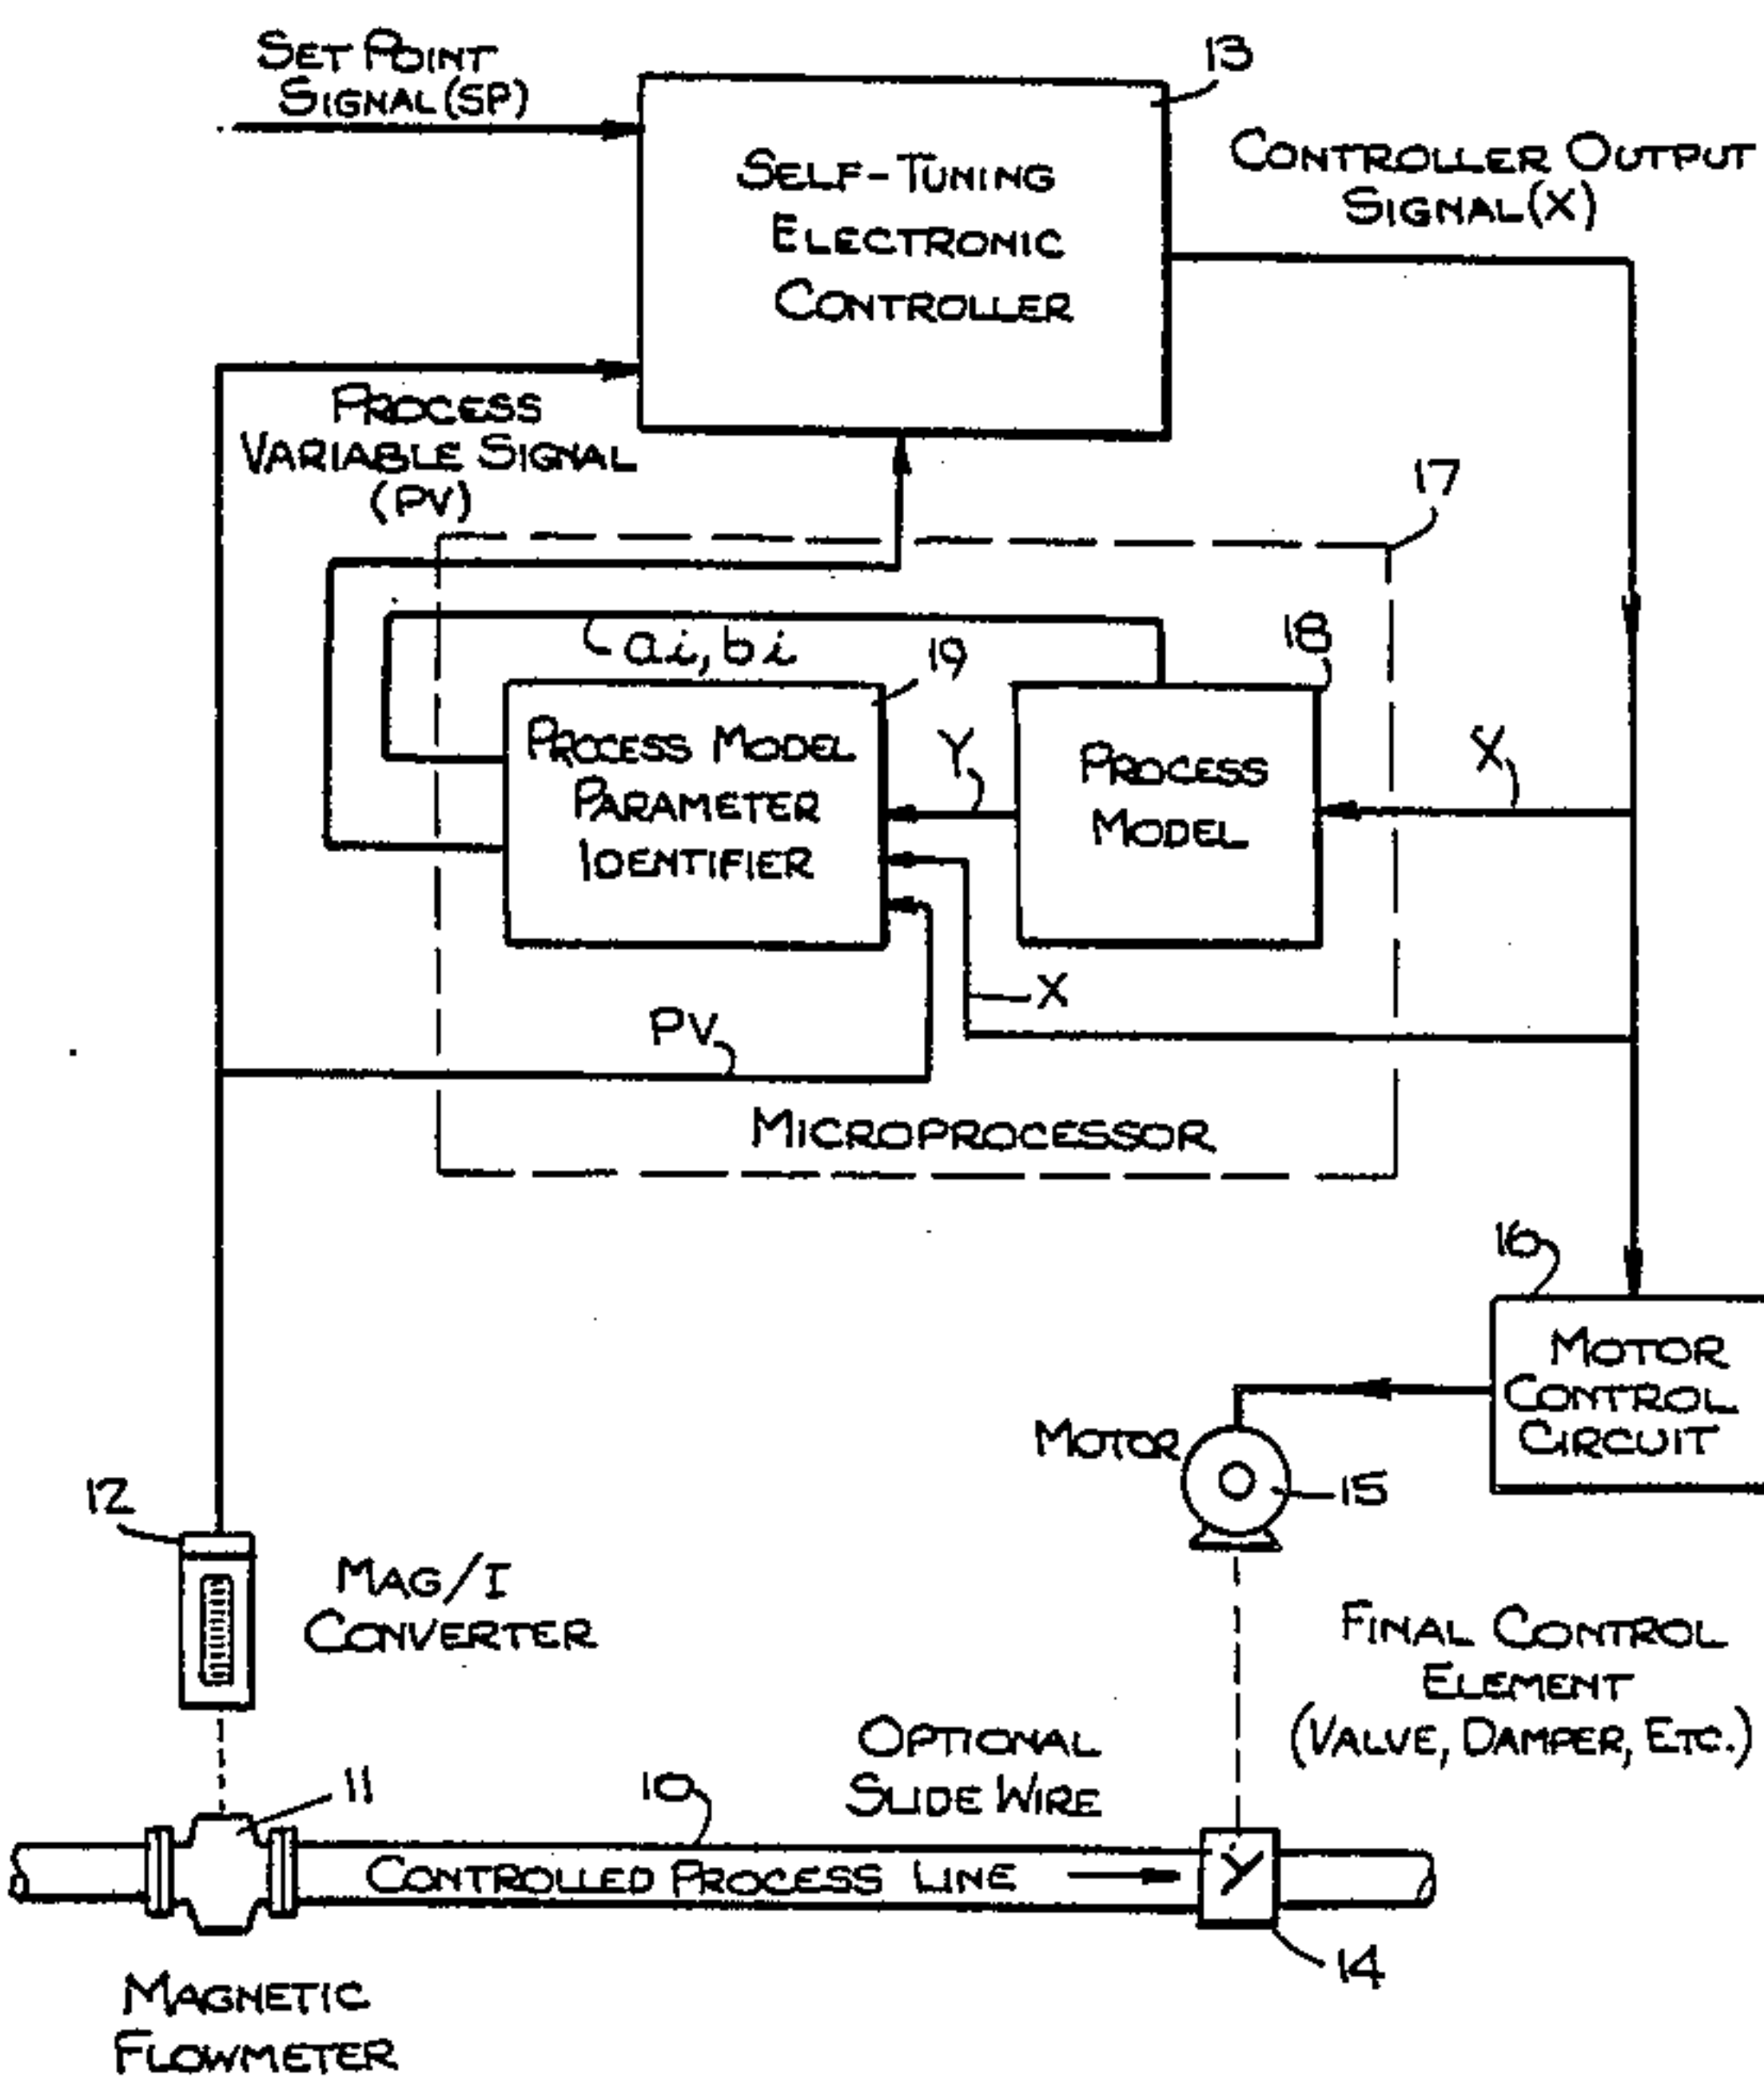 SET POINT
SIGNAL (SP)
13
SELF-TUNING
ELECTRONIC
CONTROLLER
CONTROLLER OUTPUT
SIGNAL (X)
PROCESS
VARIABLE SIGNAL
(PV)
17
ai, bi
19
18
PROCESS MODEL
PARAMETER
IDENTIFIER
Y
PROCESS
MODEL
X
X
PV
MICROPROCESSOR
16
MOTOR
CONTROL
CIRCUIT
MOTOR
15
12
MAG/I
CONVERTER
FINAL CONTROL
ELEMENT
(VALVE, DAMPER, ETC.)
OPTIONAL
SLIDE WIRE
11
10
CONTROLLED PROCESS LINE
14
MAGNETIC
FLOWMETER